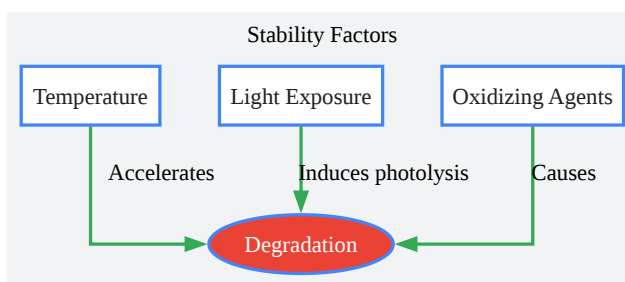 Stability Factors
Temperature
Light Exposure
Oxidizing Agents
Accelerates
Induces photolysis
Causes
Degradation